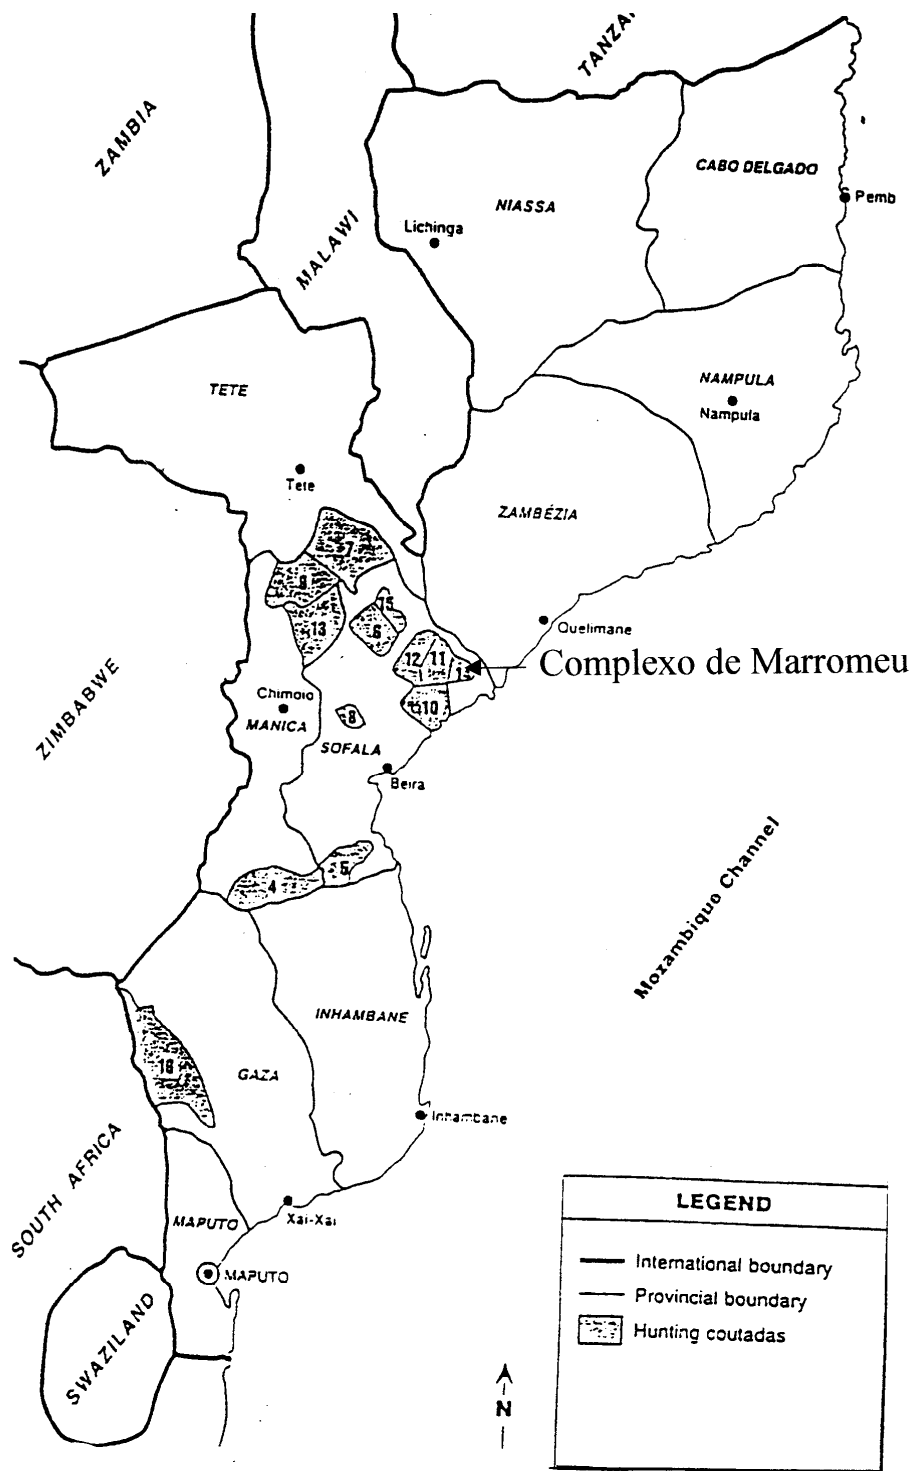 TANZA
ZAMBIA
CABO DELGADO
Pemb
NIASSA
Lichinga
MALAWI
TETE
NAMPULA
Nampula
Tete
ZAMBÉZIA
7
9
15
13
6
Quelimane
12
11
Complexo de Marromeu
ZIMBABWE
Chimoio
MANICA
10
8
SOFALA
Beira
5
4
Mozambiquo Channel
INHAMBANE
16
GAZA
Inhambane
SOUTH AFRICA
MAPUTO
Xai-Xai
MAPUTO
SWAZILAND
LEGEND
International boundary
Provincial boundary
Hunting coutadas
N